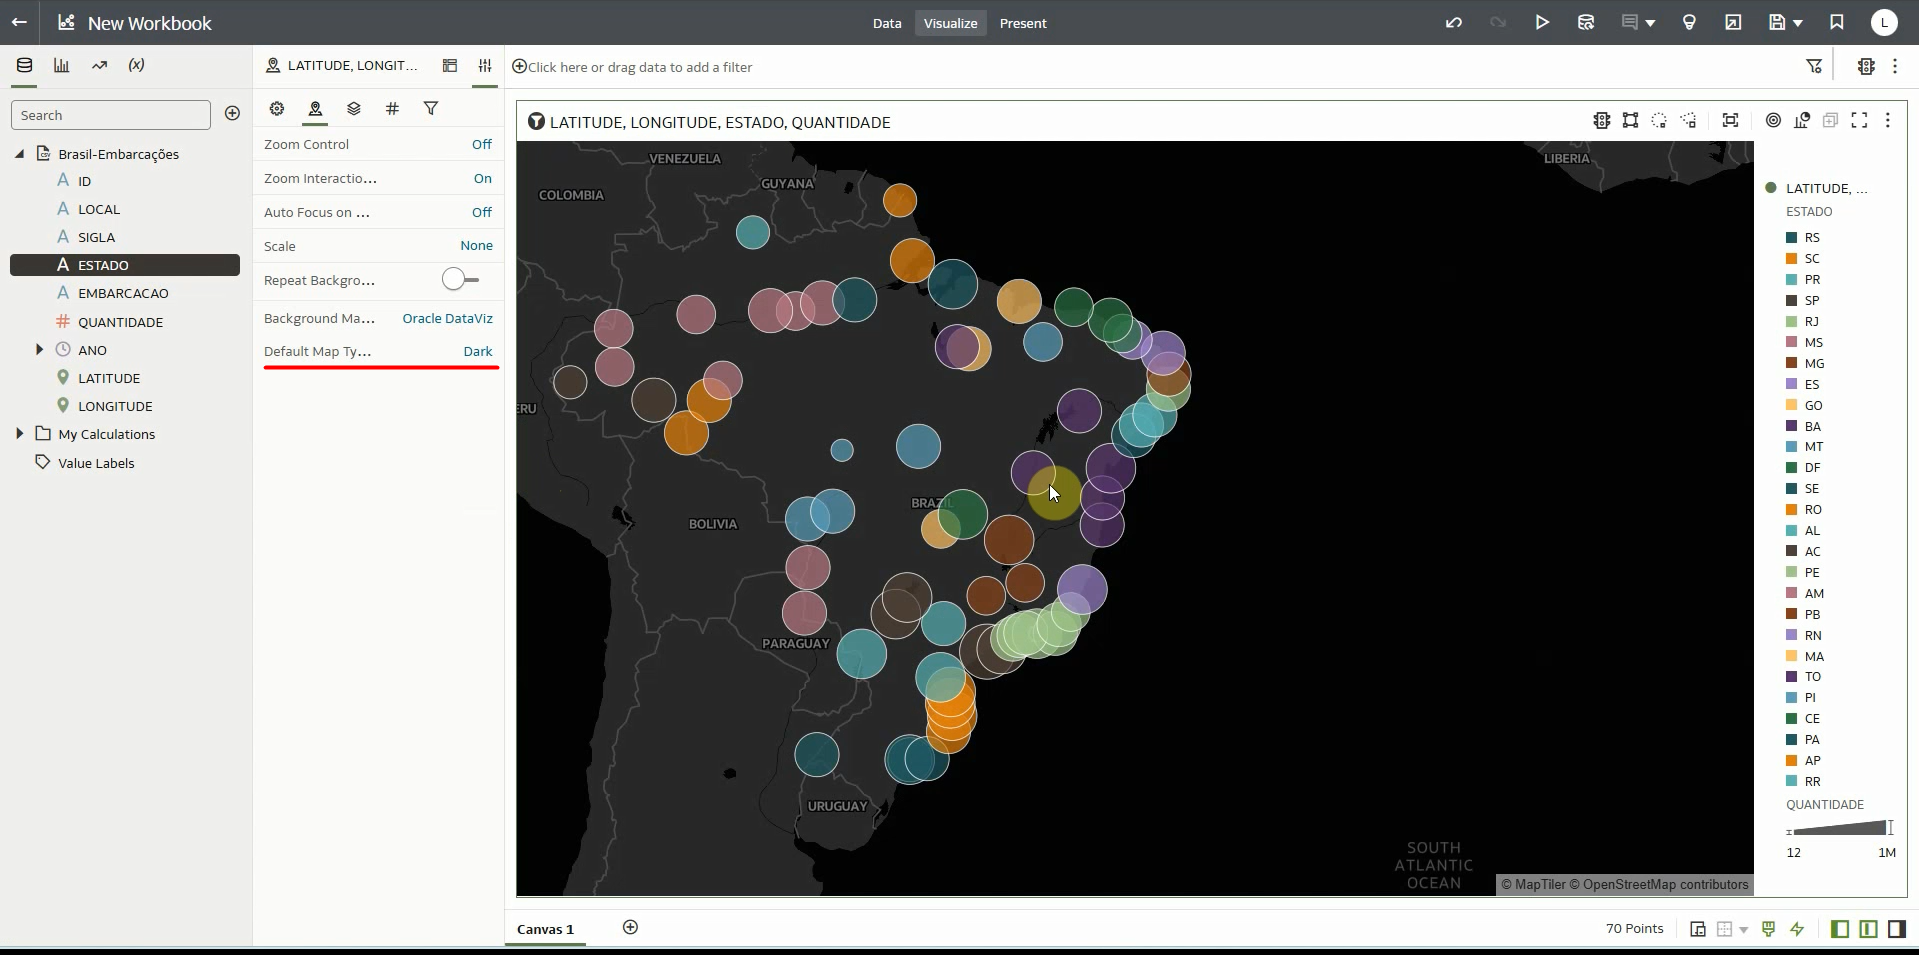 New Workbook
Data
Visualize
Present
L
(x)
LATITUDE, LONGIT...
Click here or drag data to add a filter
Search
Brasil-Embarcações
A ID
A LOCAL
A SIGLA
A ESTADO
A EMBARCACAO
# QUANTIDADE
ANO
LATITUDE
LONGITUDE
My Calculations
Value Labels
#
Zoom Control Off
Zoom Interactio... On
Auto Focus on ... Off
Scale None
Repeat Backgro...
Background Ma... Oracle DataViz
Default Map Ty... Dark
LATITUDE, LONGITUDE, ESTADO, QUANTIDADE
VENEZUELA
LIBERIA
GUYANA
COLOMBIA
ERU
BRAZIL
BOLIVIA
PARAGUAY
URUGUAY
SOUTH
ATLANTIC
OCEAN
© MapTiler © OpenStreetMap contributors
LATITUDE, ...
ESTADO
RS
SC
PR
SP
RJ
MS
MG
ES
GO
BA
MT
DF
SE
RO
AL
AC
PE
AM
PB
RN
MA
TO
PI
CE
PA
AP
RR
QUANTIDADE
12 1M
Canvas 1
70 Points